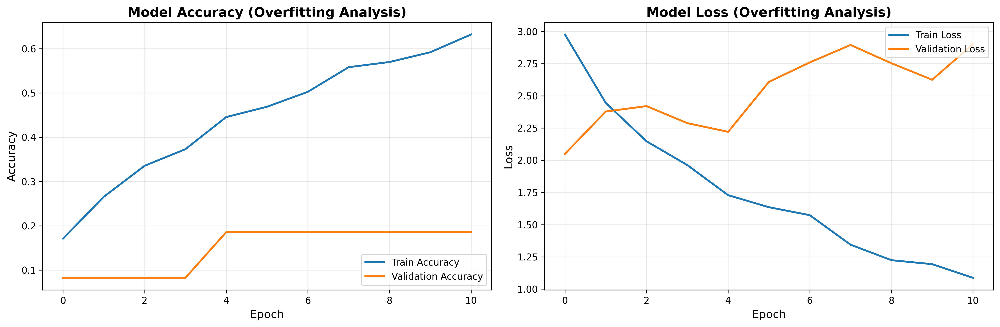 Model Accuracy (Overfitting Analysis)
Accuracy
0.6
0.5
0.4
0.3
0.2
0.1
0 2 4 6 8 10
Epoch
Train Accuracy
Validation Accuracy
Model Loss (Overfitting Analysis)
Loss
3.00
2.75
2.50
2.25
2.00
1.75
1.50
1.25
1.00
0 2 4 6 8 10
Epoch
Train Loss
Validation Loss